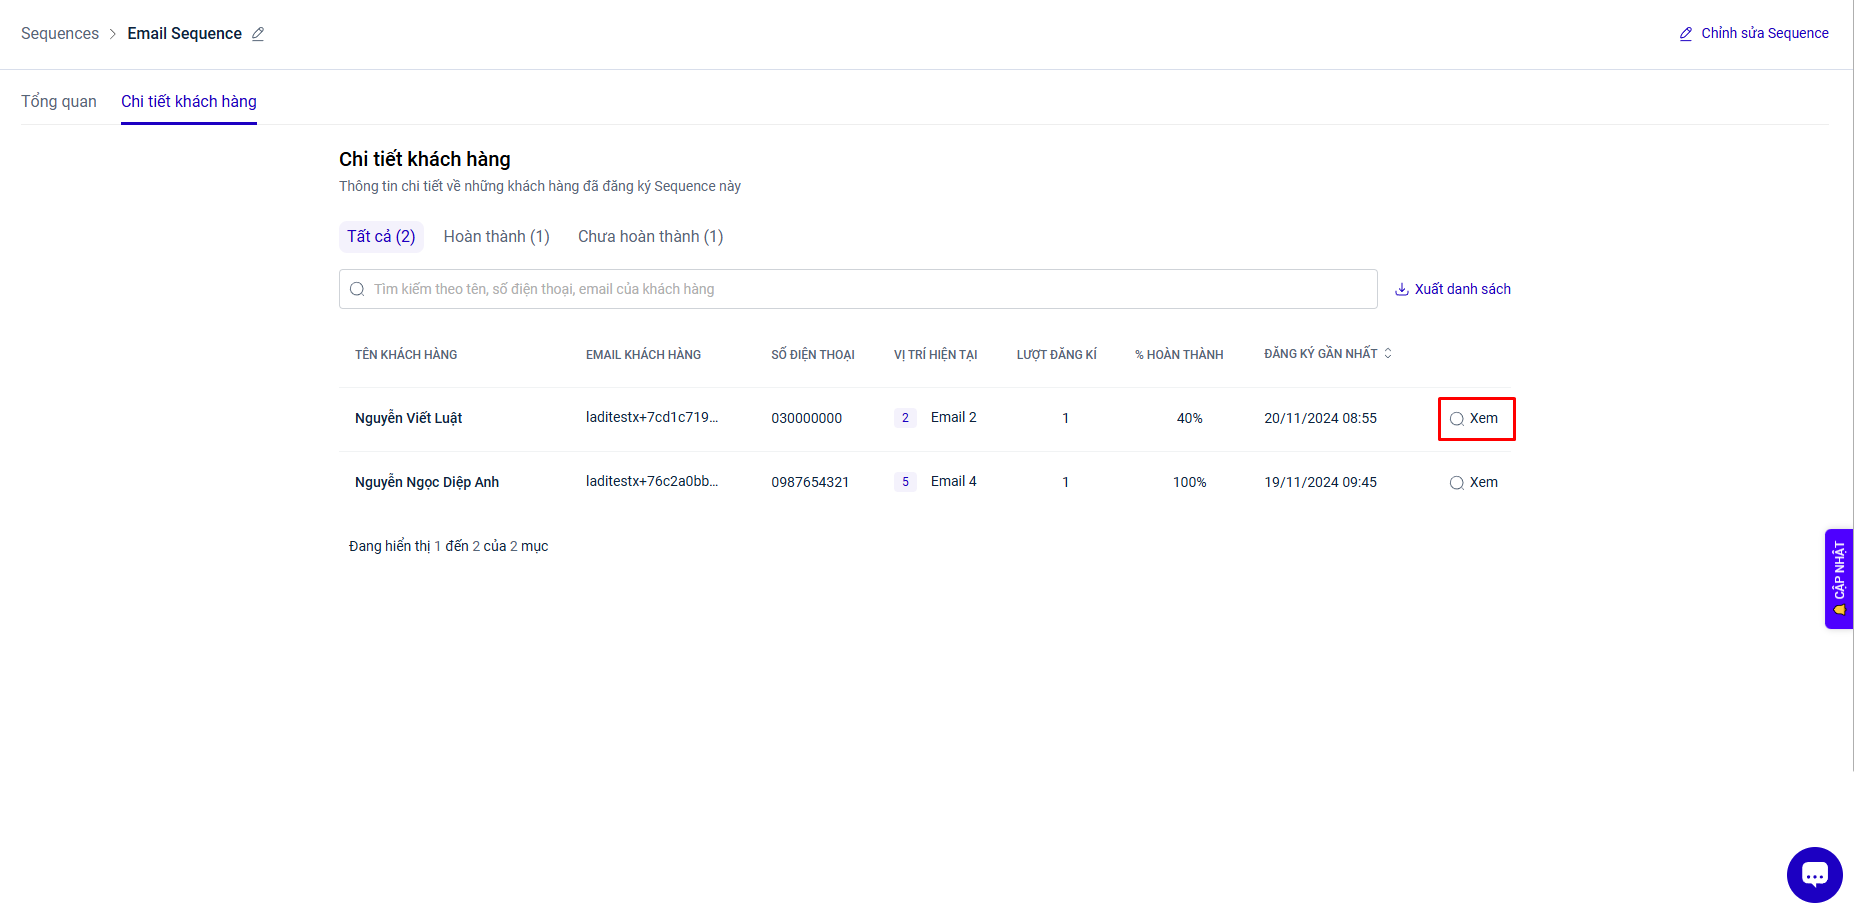 Sequences > Email Sequence
Chỉnh sửa Sequence
Tổng quan
Chi tiết khách hàng
Chi tiết khách hàng
Thông tin chi tiết về những khách hàng đã đăng ký Sequence này
Tất cả (2)
Hoàn thành (1)
Chưa hoàn thành (1)
Tìm kiếm theo tên, số điện thoại, email của khách hàng
Xuất danh sách
TÊN KHÁCH HÀNG EMAIL KHÁCH HÀNG SỐ ĐIỆN THOẠI VỊ TRÍ HIỆN TẠI LƯỢT ĐĂNG KÍ % HOÀN THÀNH ĐĂNG KÝ GẦN NHẤT
Nguyễn Viết Luật laditestx+7cd1c719... 030000000 2 Email 2 1 40% 20/11/2024 08:55 Xem
Nguyễn Ngọc Diệp Anh laditestx+76c2a0bb... 0987654321 5 Email 4 1 100% 19/11/2024 09:45 Xem
Đang hiển thị 1 đến 2 của 2 mục
CẬP NHẬT